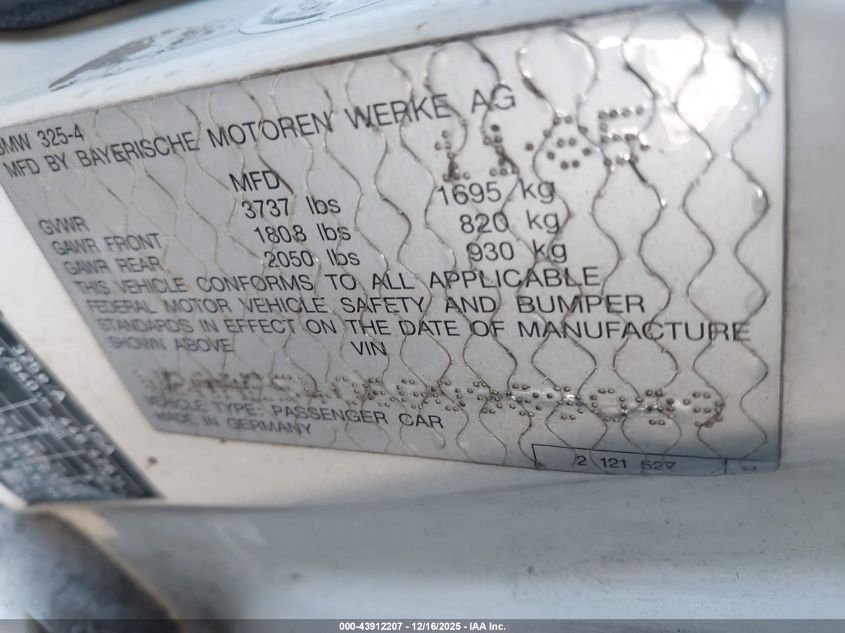 BMW 325-4
MFD BY BAYERISCHE MOTOREN WERKE AG
MFD 11 85
GVWR 3737 lbs 1695 kg
GAWR FRONT 1808 lbs 820 kg
GAWR REAR 2050 lbs 930 kg
THIS VEHICLE CONFORMS TO ALL APPLICABLE
FEDERAL MOTOR VEHICLE SAFETY AND BUMPER
STANDARDS IN EFFECT ON THE DATE OF MANUFACTURE
SHOWN ABOVE VIN
VEHICLE TYPE: PASSENGER CAR
MADE IN GERMANY
2 121 527
000-43912207 - 12/16/2025 - IAA Inc.